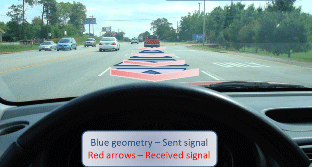 Blue geometry – Sent signal
Red arrows – Received signal